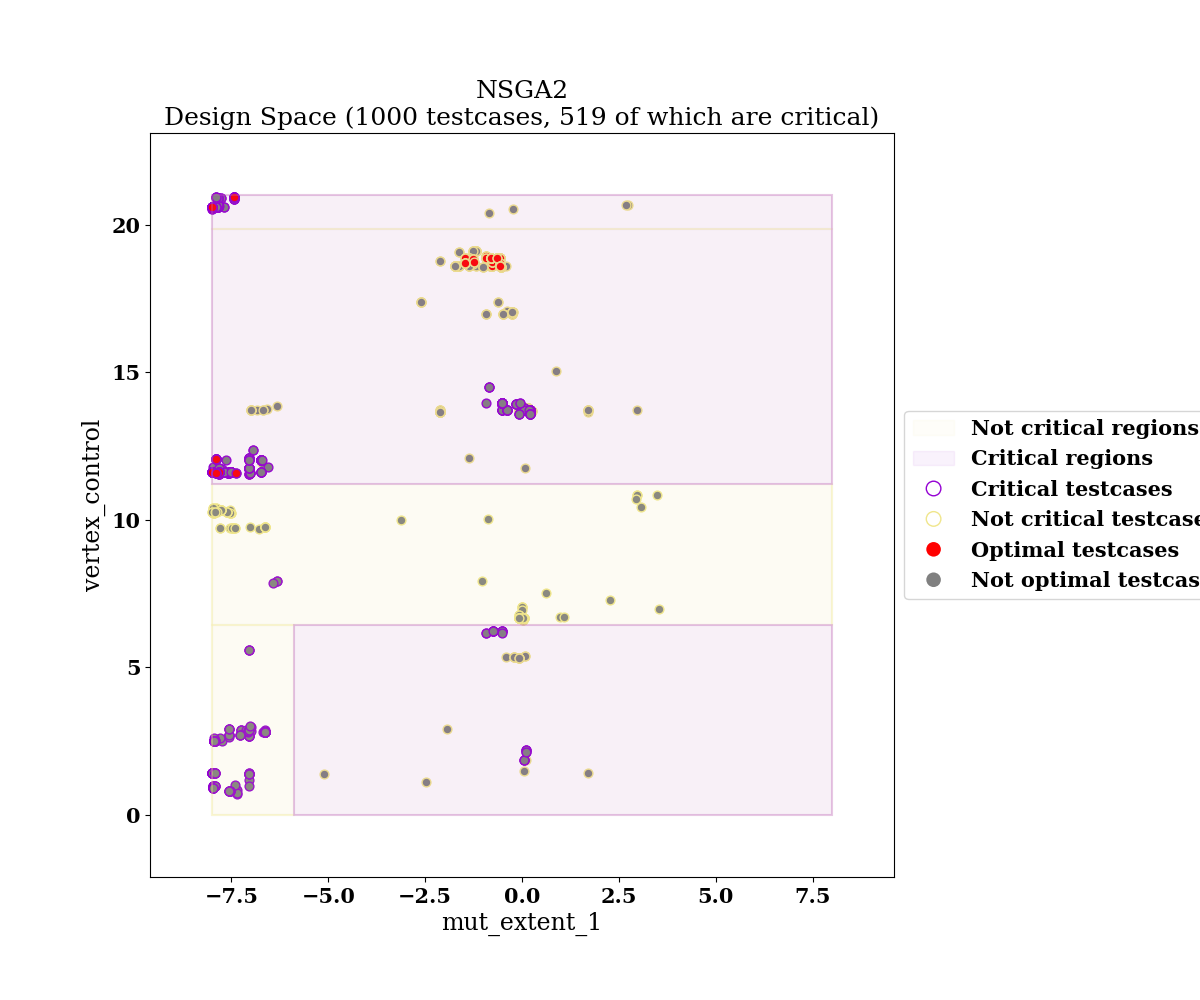 NSGA2
Design Space (1000 testcases, 519 of which are critical)
20
15
10
5
0
vertex_control
−7.5
−5.0
−2.5
0.0
2.5
5.0
7.5
mut_extent_1
Not critical regions
Critical regions
Critical testcases
Not critical testcase
Optimal testcases
Not optimal testcas